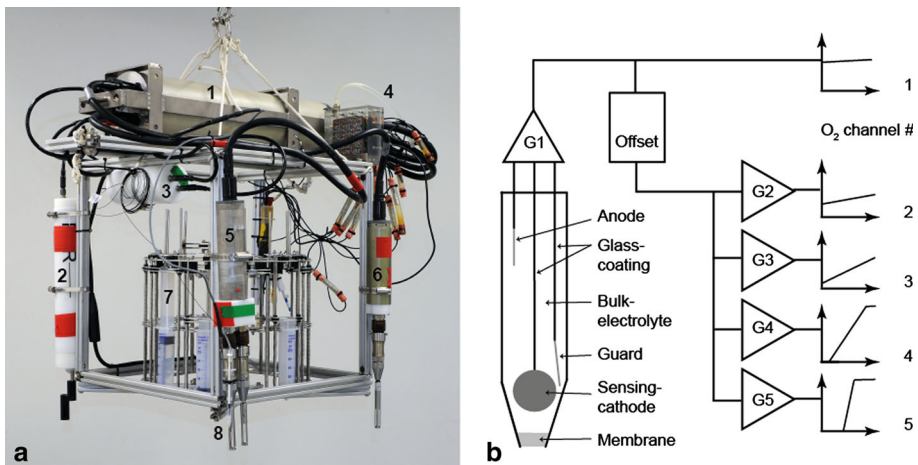 1
4
3
5
2
6
7
8
a
b
1
G1
Offset
O2 channel #
G2
2
Anode
Glass-
coating
G3
3
Bulk-
electrolyte
G4
4
Guard
Sensing-
cathode
G5
5
Membrane